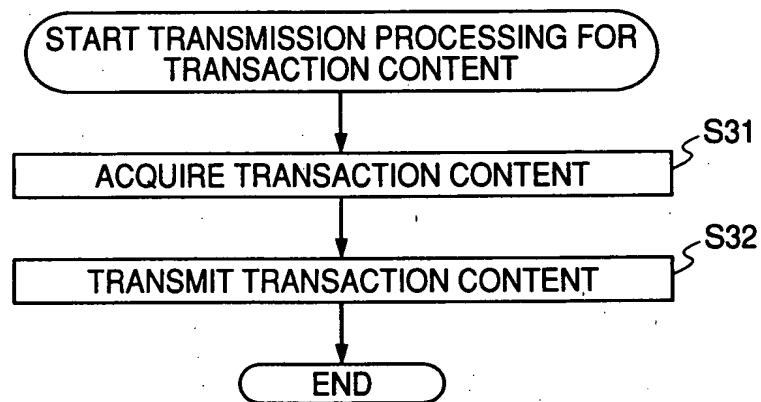 START TRANSMISSION PROCESSING FOR
TRANSACTION CONTENT
S31
ACQUIRE TRANSACTION CONTENT
S32
TRANSMIT TRANSACTION CONTENT
END